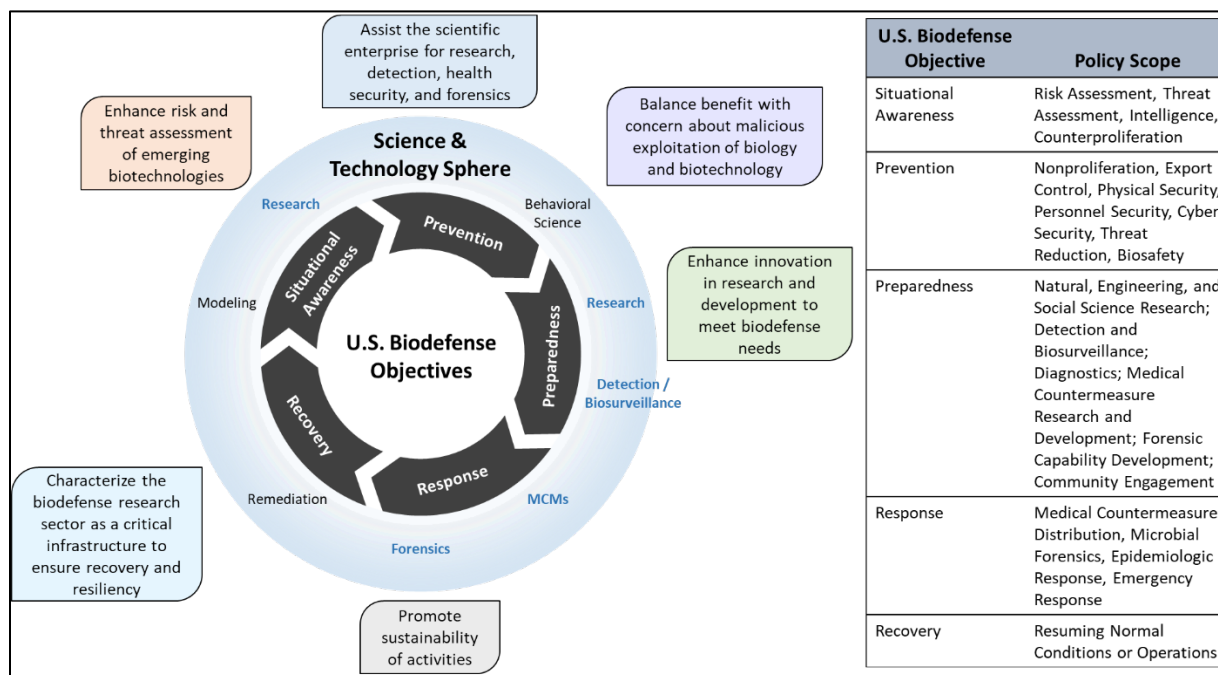 Assist the scientific
enterprise for research,
detection, health
security, and forensics
Enhance risk and
threat assessment
of emerging
biotechnologies
Balance benefit with
concern about malicious
exploitation of biology
and biotechnology
Science &
Technology Sphere
Research
Behavioral
Science
Prevention
Situational
Awareness
Modeling
Enhance innovation
in research and
development to
meet biodefense
needs
Research
Preparedness
U.S. Biodefense
Objectives
Detection /
Biosurveillance
Recovery
Response
Remediation
MCMs
Forensics
Characterize the
biodefense research
sector as a critical
infrastructure to
ensure recovery and
resiliency
Promote
sustainability
of activities
U.S. Biodefense
Objective
Policy Scope
Situational
Awareness
Risk Assessment, Threat
Assessment, Intelligence,
Counterproliferation
Prevention
Nonproliferation, Export
Control, Physical Security,
Personnel Security, Cyber
Security, Threat
Reduction, Biosafety
Preparedness
Natural, Engineering, and
Social Science Research;
Detection and
Biosurveillance;
Diagnostics; Medical
Countermeasure
Research and
Development; Forensic
Capability Development;
Community Engagement
Response
Medical Countermeasure
Distribution, Microbial
Forensics, Epidemiologic
Response, Emergency
Response
Recovery
Resuming Normal
Conditions or Operations